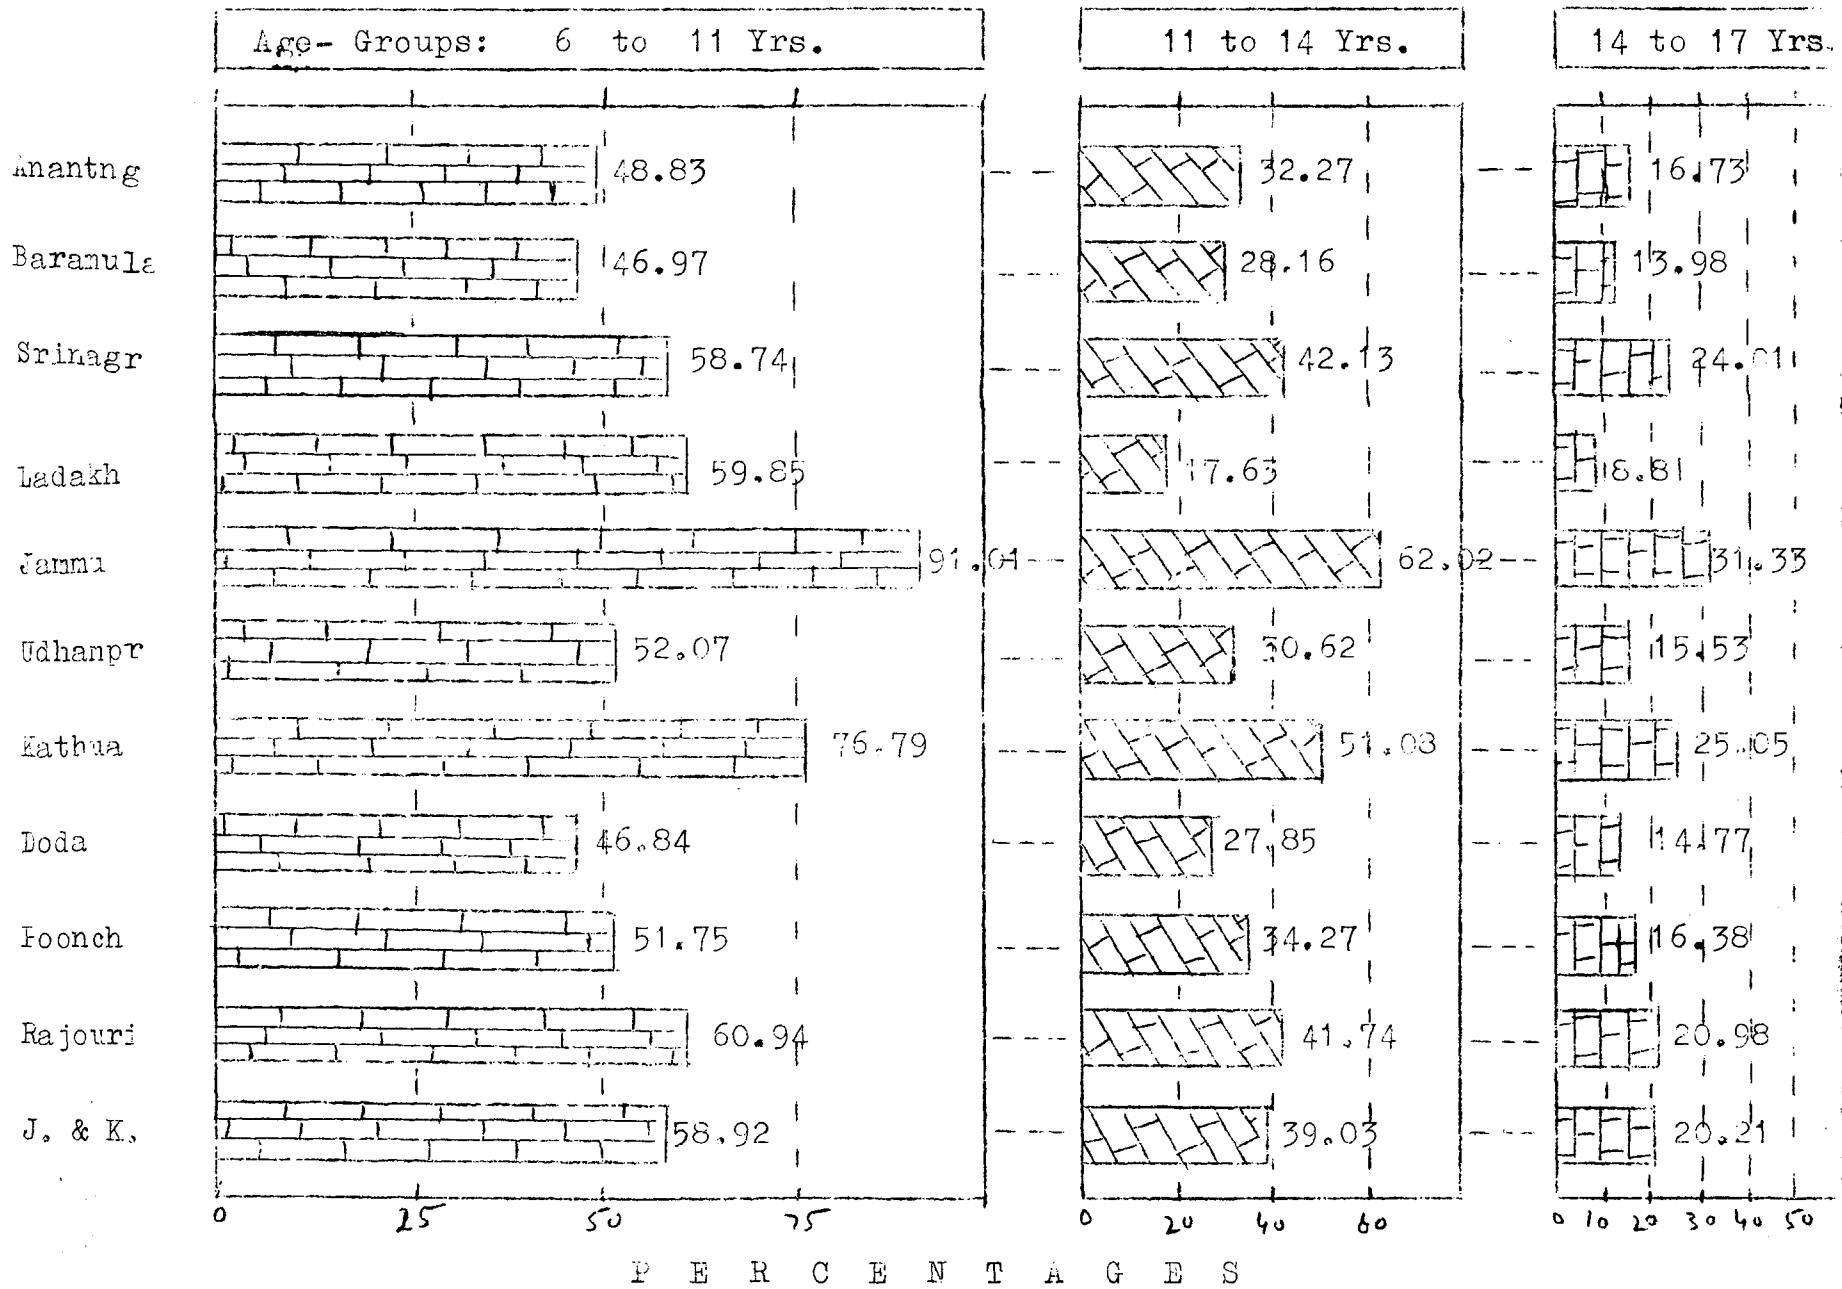 Age- Groups: 6 to 11 Yrs. 11 to 14 Yrs. 14 to 17 Yrs.
Anantng 48.83 32.27 16.73
Baramula 46.97 28.16 13.98
Srinagr 58.74 42.13 24.01
Ladakh 59.85 17.63 8.81
Jammu 91.01 62.02 31.33
Udhampr 52.07 30.62 15.53
Kathua 76.79 51.08 25.05
Doda 46.84 27.85 14.77
Poonch 51.75 34.27 16.38
Rajouri 60.94 41.74 20.98
J. & K. 58.92 39.03 20.21
0 25 50 75 0 20 40 60 0 10 20 30 40 50
P E R C E N T A G E S